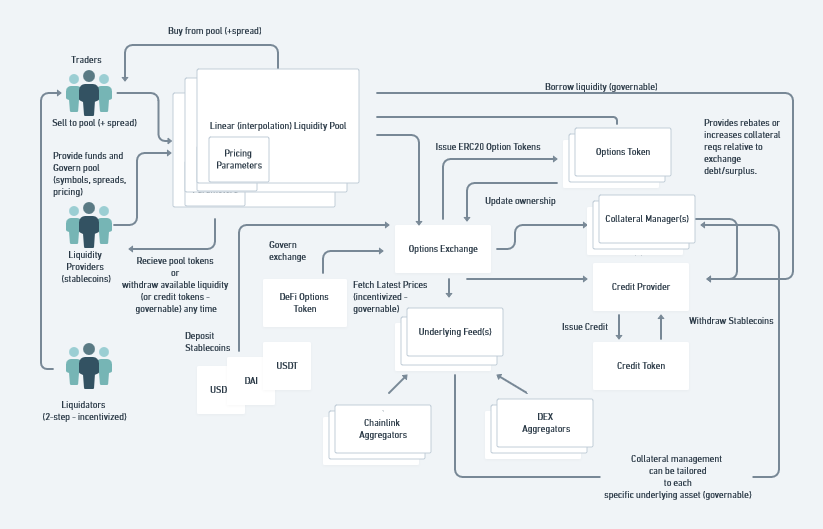 Buy from pool (+spread)
Traders
Sell to pool (+ spread)
Provide funds and
Govern pool
(symbols, spreads,
pricing)
Linear (interpolation) Liquidity Pool
Pricing
Parameters
Borrow liquidity (governable)
Provides rebates or
increases collateral
reqs relative to
exchange
debt/surplus.
Issue ERC20 Option Tokens
Options Token
Update ownership
Collateral Manager(s)
Liquidity
Providers
(stablecoins)
Recieve pool tokens
or
withdraw available liquidity
(or credit tokens -
governable) any time
Govern
exchange
Options Exchange
Credit Provider
DeFi Options
Token
Fetch Latest Prices
(incentivized -
governable)
Underlying Feed(s)
Issue Credit
Withdraw Stablecoins
Deposit
Stablecoins
USD
DAI
USDT
Credit Token
Liquidators
(2-step - incentivized)
Chainlink
Aggregators
DEX
Aggregators
Collateral management
can be tailored
to each
specific underlying asset (governable)